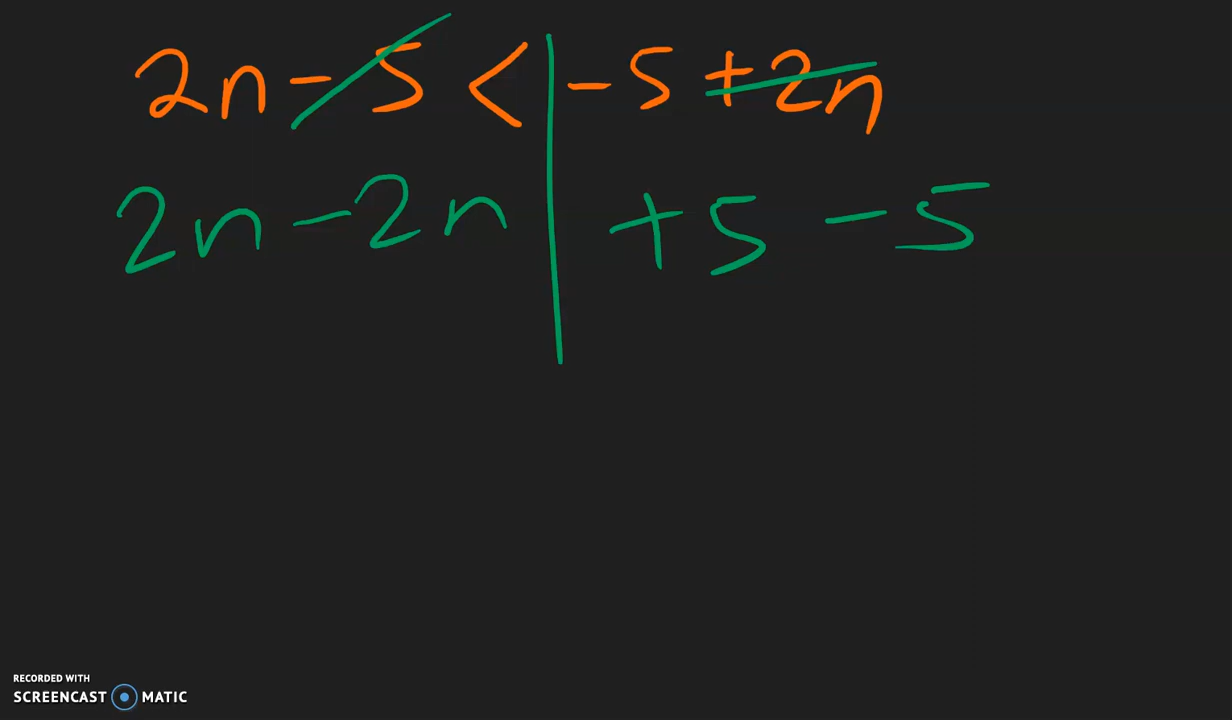 2n - 5 < - 5 + 2n
2n - 2n + 5 - 5
RECORDED WITH
SCREENCAST MATIC